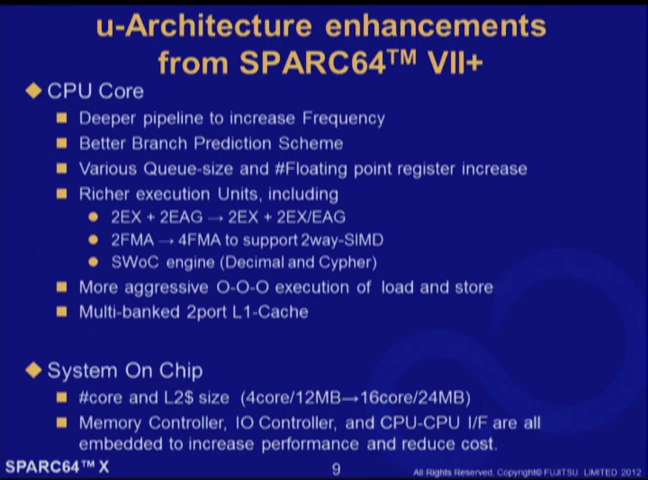 u-Architecture enhancements
from SPARC64™ VII+
CPU Core
Deeper pipeline to increase Frequency
Better Branch Prediction Scheme
Various Queue-size and #Floating point register increase
Richer execution Units, including
2EX + 2EAG → 2EX + 2EX/EAG
2FMA → 4FMA to support 2way-SIMD
SWoC engine (Decimal and Cypher)
More aggressive O-O-O execution of load and store
Multi-banked 2port L1-Cache
System On Chip
#core and L2$ size (4core/12MB→16core/24MB)
Memory Controller, IO Controller, and CPU-CPU I/F are all
embedded to increase performance and reduce cost.
SPARC64™ X
9
All Rights Reserved, Copyright© FUJITSU LIMITED 2012